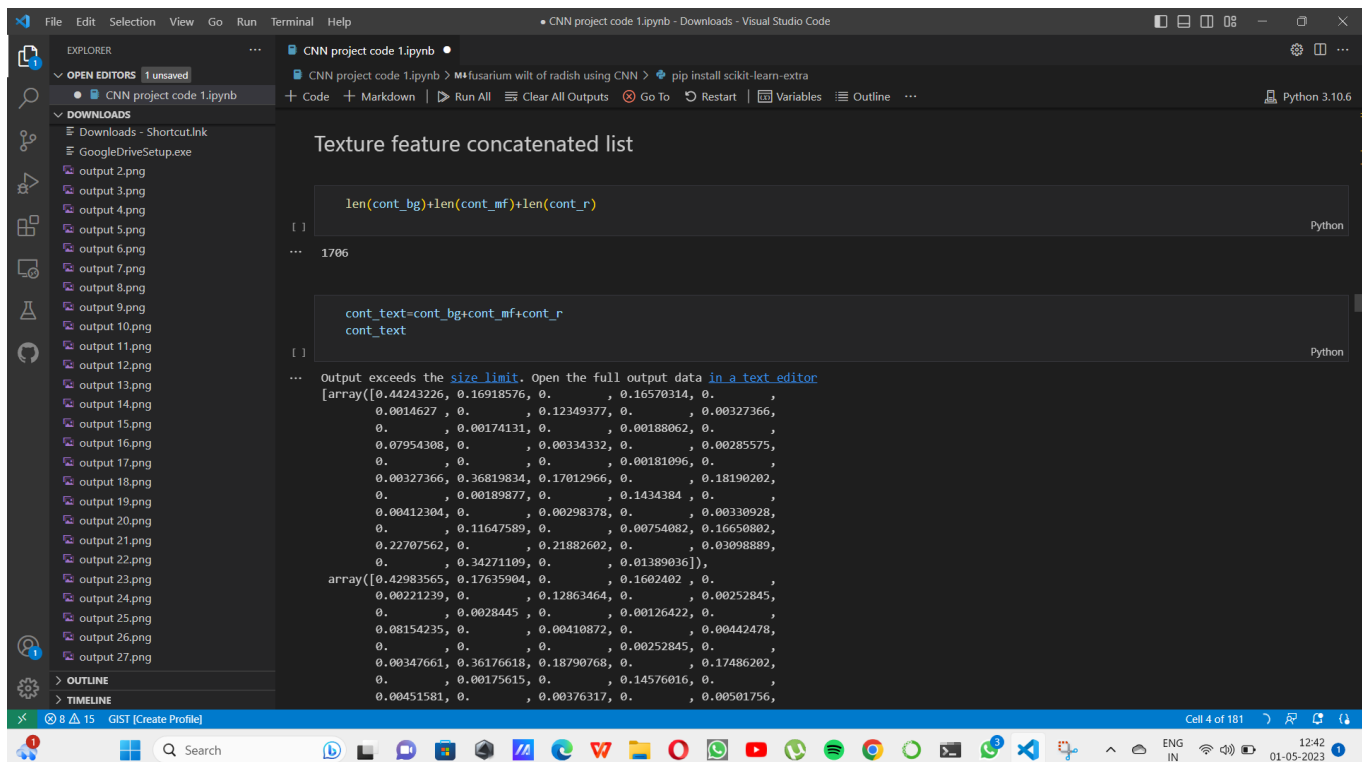 File Edit Selection View Go Run Terminal Help
● CNN project code 1.ipynb - Downloads - Visual Studio Code
EXPLORER
OPEN EDITORS 1 unsaved
● CNN project code 1.ipynb
DOWNLOADS
Downloads - Shortcut.lnk
GoogleDriveSetup.exe
output 2.png
output 3.png
output 4.png
output 5.png
output 6.png
output 7.png
output 8.png
output 9.png
output 10.png
output 11.png
output 12.png
output 13.png
output 14.png
output 15.png
output 16.png
output 17.png
output 18.png
output 19.png
output 20.png
output 21.png
output 22.png
output 23.png
output 24.png
output 25.png
output 26.png
output 27.png
OUTLINE
TIMELINE
CNN project code 1.ipynb ●
CNN project code 1.ipynb > M↓fusarium wilt of radish using CNN > pip install scikit-learn-extra
+ Code + Markdown | Run All Clear All Outputs Go To Restart | Variables Outline ...
Python 3.10.6
Texture feature concatenated list
len(cont_bg)+len(cont_mf)+len(cont_r)
[ ]
Python
... 1706
cont_text=cont_bg+cont_mf+cont_r
cont_text
[ ]
Python
... Output exceeds the size limit. Open the full output data in a text editor
[array([0.44243226, 0.16918576, 0. , 0.16570314, 0. ,
0.0014627 , 0. , 0.12349377, 0. , 0.00327366,
0. , 0.00174131, 0. , 0.00188062, 0. ,
0.07954308, 0. , 0.00334332, 0. , 0.00285575,
0. , 0. , 0. , 0.00181096, 0. ,
0.00327366, 0.36819834, 0.17012966, 0. , 0.18190202,
0. , 0.00189877, 0. , 0.1434384 , 0. ,
0.00412304, 0. , 0.00298378, 0. , 0.00330928,
0. , 0.11647589, 0. , 0.00754082, 0.16650802,
0.22707562, 0. , 0.21882602, 0. , 0.03098889,
0. , 0.34271109, 0. , 0.01389036]),
array([0.42983565, 0.17635904, 0. , 0.1602402 , 0. ,
0.00221239, 0. , 0.12863464, 0. , 0.00252845,
0. , 0.0028445 , 0. , 0.00126422, 0. ,
0.08154235, 0. , 0.00410872, 0. , 0.00442478,
0. , 0. , 0. , 0.00252845, 0. ,
0.00347661, 0.36176618, 0.18790768, 0. , 0.17486202,
0. , 0.00175615, 0. , 0.14576016, 0. ,
0.00451581, 0. , 0.00376317, 0. , 0.00501756,
8 15 GIST [Create Profile]
Cell 4 of 181
Search
ENG
IN
12:42
01-05-2023